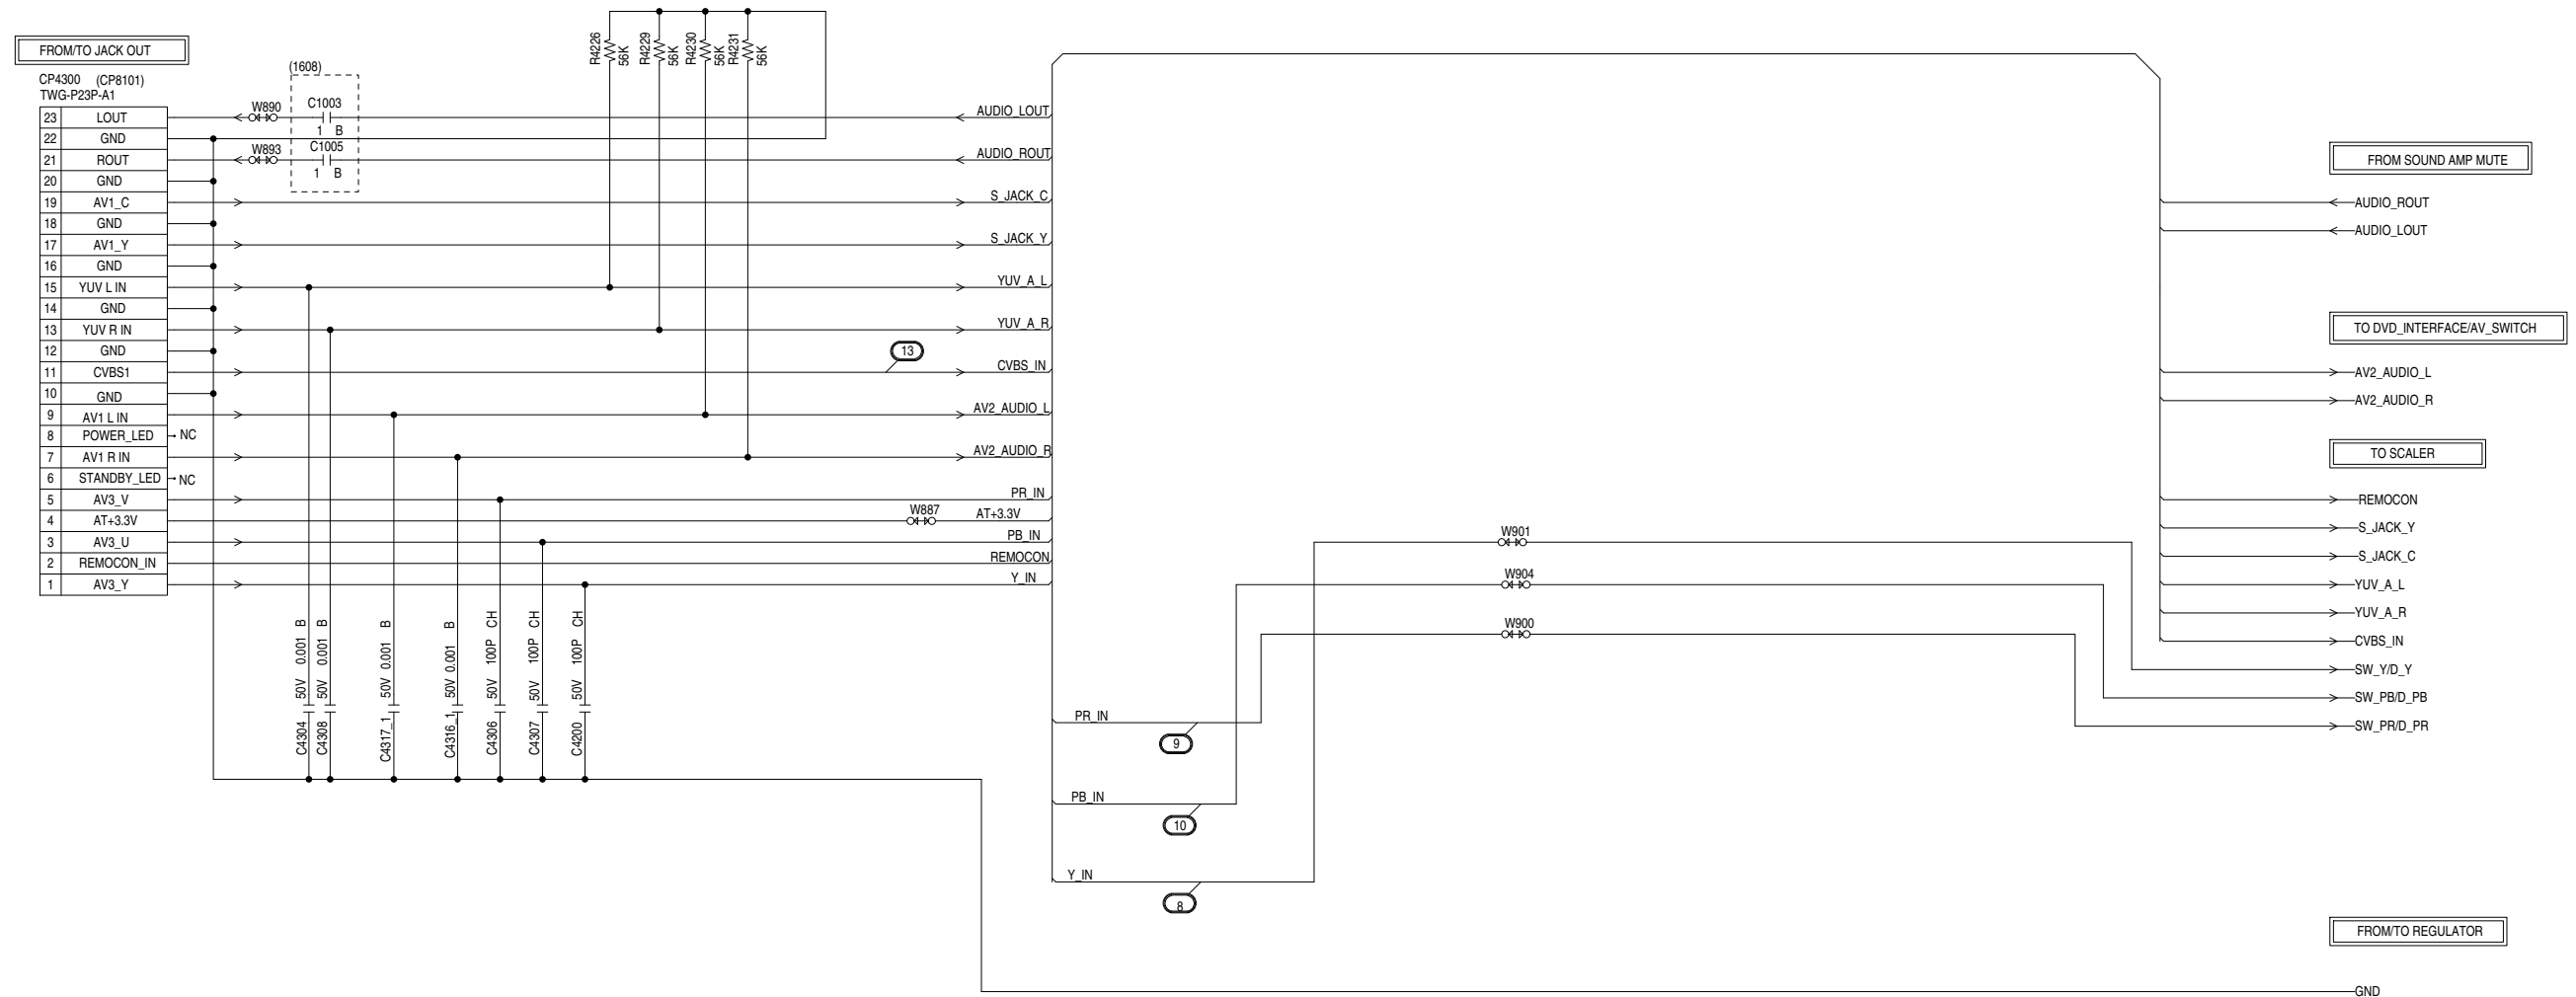 FROM/TO JACK OUT
CP4300 (CP8101)
TWG-P23P-A1
23 LOUT
22 GND
21 ROUT
20 GND
19 AV1_C
18 GND
17 AV1_Y
16 GND
15 YUV L IN
14 GND
13 YUV R IN
12 GND
11 CVBS1
10 GND
9 AV1 L IN
8 POWER_LED NC
7 AV1 R IN
6 STANDBY_LED NC
5 AV3_V
4 AT+3.3V
3 AV3_U
2 REMOCON_IN
1 AV3_Y
(1608)
W890
C1003
1 B
W893
C1005
1 B
R4226
56K
R4229
56K
R4230
56K
R4231
56K
AUDIO_LOUT
AUDIO_ROUT
S_JACK_C
S_JACK_Y
YUV_A_L
YUV_A_R
13
CVBS_IN
AV2_AUDIO_L
AV2_AUDIO_R
PR_IN
W887
AT+3.3V
PB_IN
REMOCON
Y_IN
C4304 50V 0.001 B
C4308 50V 0.001 B
C4317_1 50V 0.001 B
C4316_1 50V 0.001 B
C4306 50V 100P CH
C4307 50V 100P CH
C4200 50V 100P CH
W901
W904
W900
PR_IN
9
PB_IN
10
Y_IN
8
FROM SOUND AMP MUTE
AUDIO_ROUT
AUDIO_LOUT
TO DVD_INTERFACE/AV_SWITCH
AV2_AUDIO_L
AV2_AUDIO_R
TO SCALER
REMOCON
S_JACK_Y
S_JACK_C
YUV_A_L
YUV_A_R
CVBS_IN
SW_Y/D_Y
SW_PB/D_PB
SW_PR/D_PR
FROM/TO REGULATOR
GND